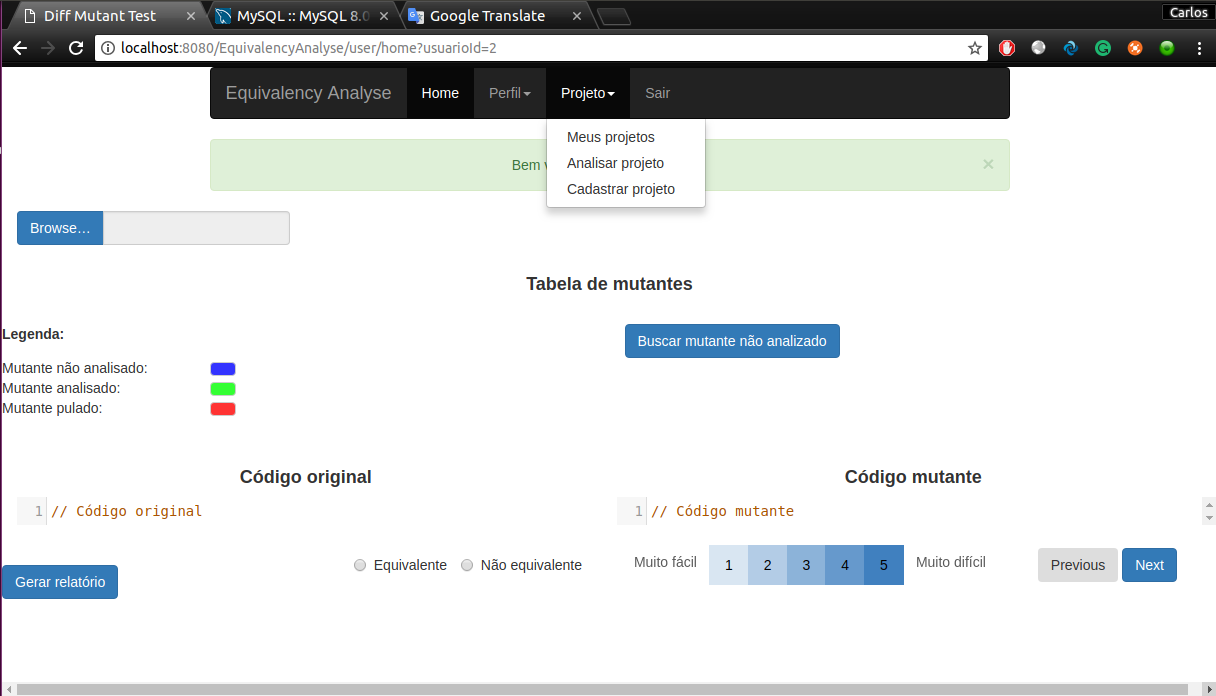 Diff Mutant Test
MySQL :: MySQL 8.0
Google Translate
Carlos
localhost:8080/EquivalencyAnalyse/user/home?usuarioId=2
Equivalency Analyse Home Perfil Projeto Sair
Meus projetos
Analisar projeto
Cadastrar projeto
Bem
×
Browse…
Tabela de mutantes
Legenda:
Buscar mutante não analizado
Mutante não analisado:
Mutante analisado:
Mutante pulado:
Código original
Código mutante
1 // Código original
1 // Código mutante
Gerar relatório
Equivalente Não equivalente
Muito fácil 1 2 3 4 5 Muito difícil
Previous Next